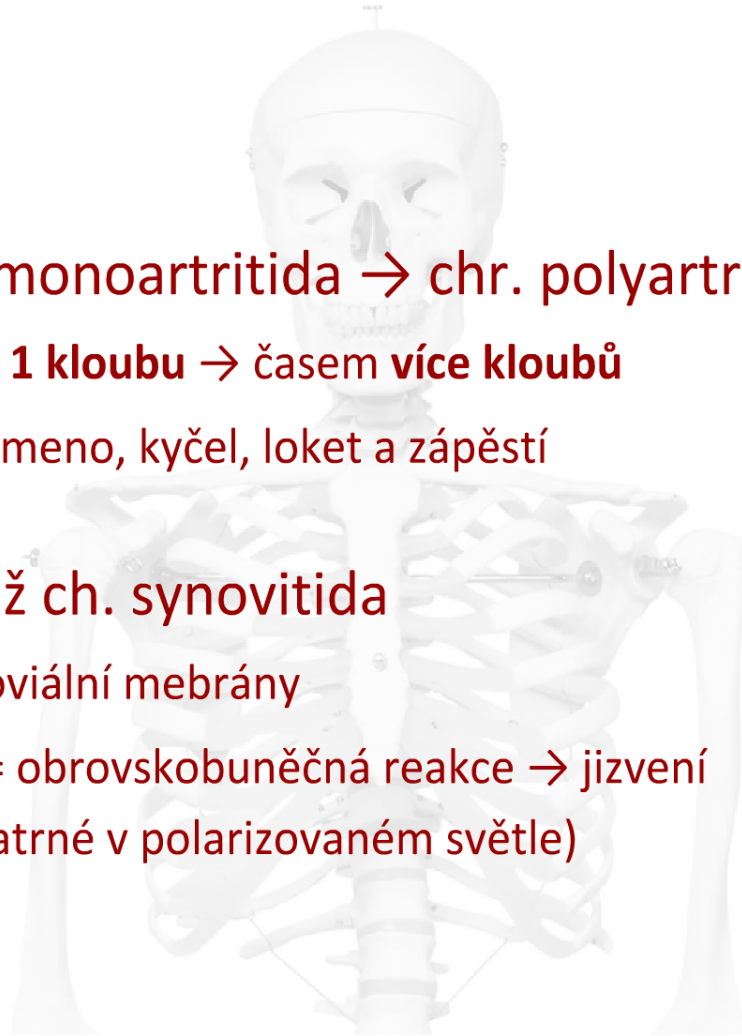 monoartritida → chr. polyartr
1 kloubu → časem více kloubů
meno, kyčel, loket a zápěstí
ž ch. synovitida
oviální mebrány
= obrovskobuněčná reakce → jizvení
atrné v polarizovaném světle)